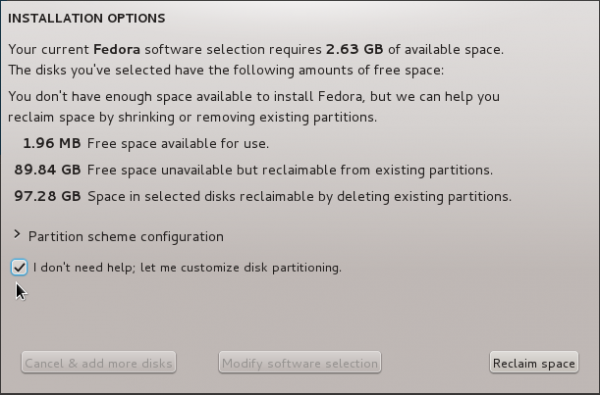 INSTALLATION OPTIONS
Your current Fedora software selection requires 2.63 GB of available space.
The disks you've selected have the following amounts of free space:
You don't have enough space available to install Fedora, but we can help you
reclaim space by shrinking or removing existing partitions.
1.96 MB Free space available for use.
89.84 GB Free space unavailable but reclaimable from existing partitions.
97.28 GB Space in selected disks reclaimable by deleting existing partitions.
Partition scheme configuration
I don't need help; let me customize disk partitioning.
Cancel & add more disks Modify software selection Reclaim space